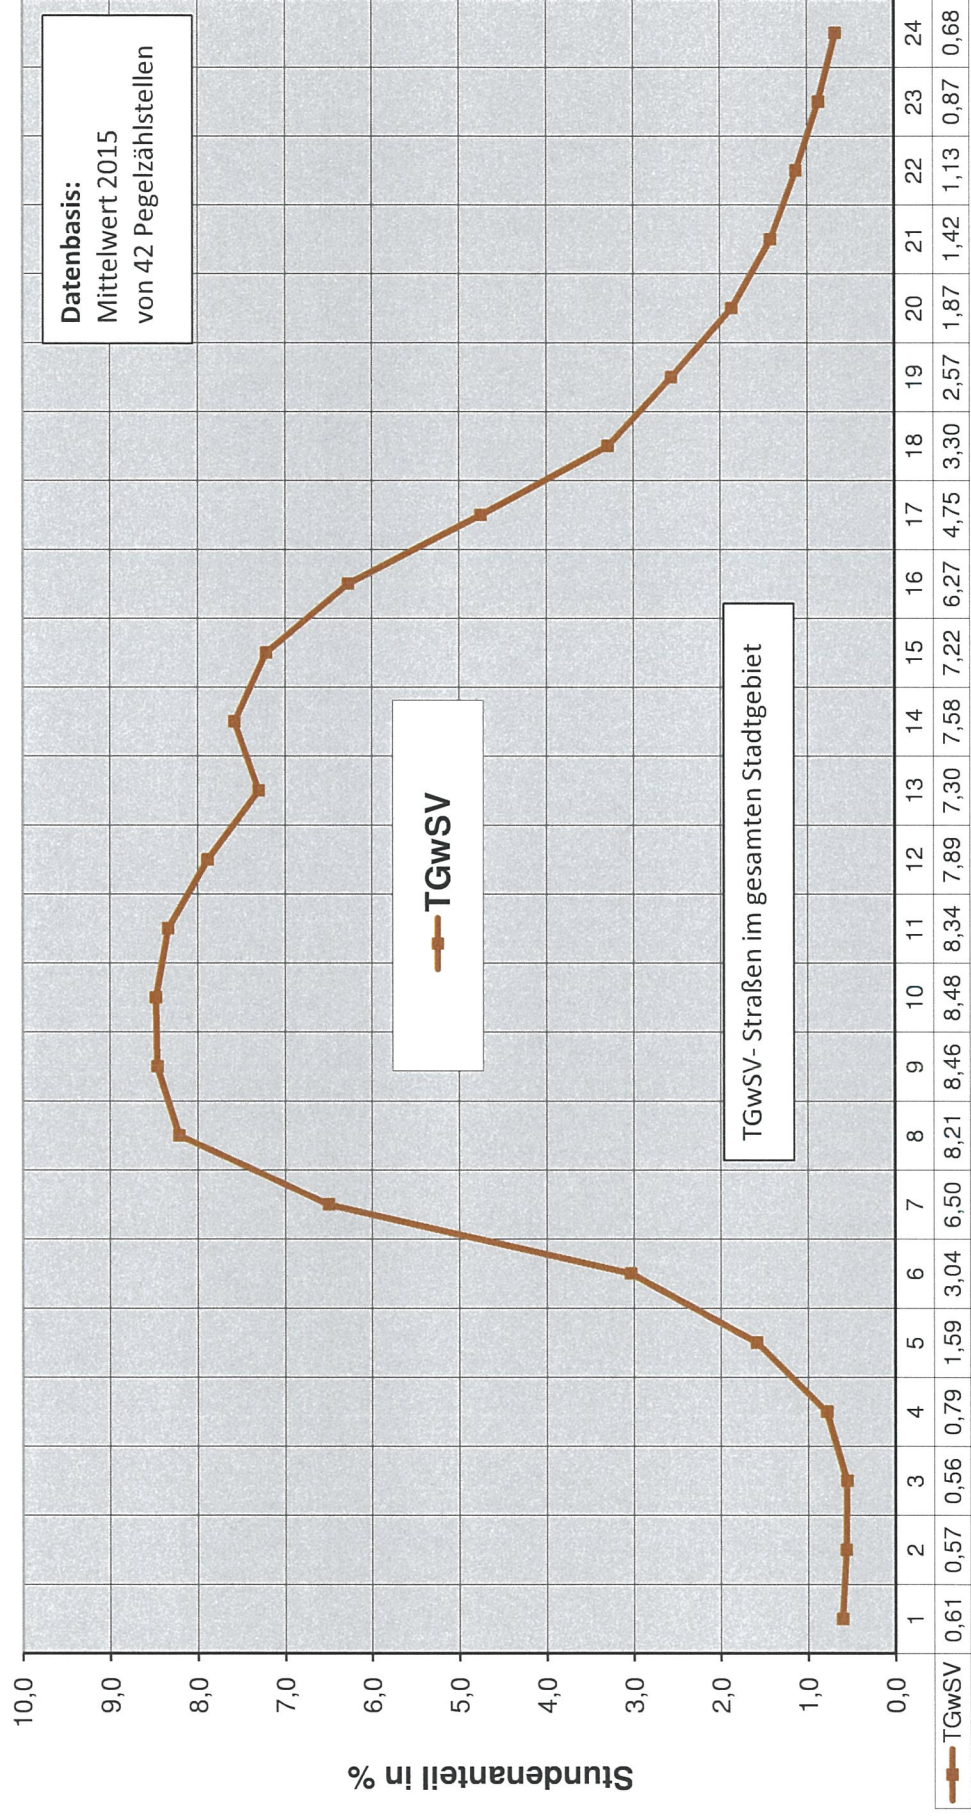 Datenbasis:
Mittelwert 2015
von 42 Pegelzählstellen
TGwSV
TGwSV- Straßen im gesamten Stadtgebiet
Stundenanteil in %
10,0
9,0
8,0
7,0
6,0
5,0
4,0
3,0
2,0
1,0
0,0
1 2 3 4 5 6 7 8 9 10 11 12 13 14 15 16 17 18 19 20 21 22 23 24
TGwSV 0,61 0,57 0,56 0,79 1,59 3,04 6,50 8,21 8,46 8,48 8,34 7,89 7,30 7,58 7,22 6,27 4,75 3,30 2,57 1,87 1,42 1,13 0,87 0,68